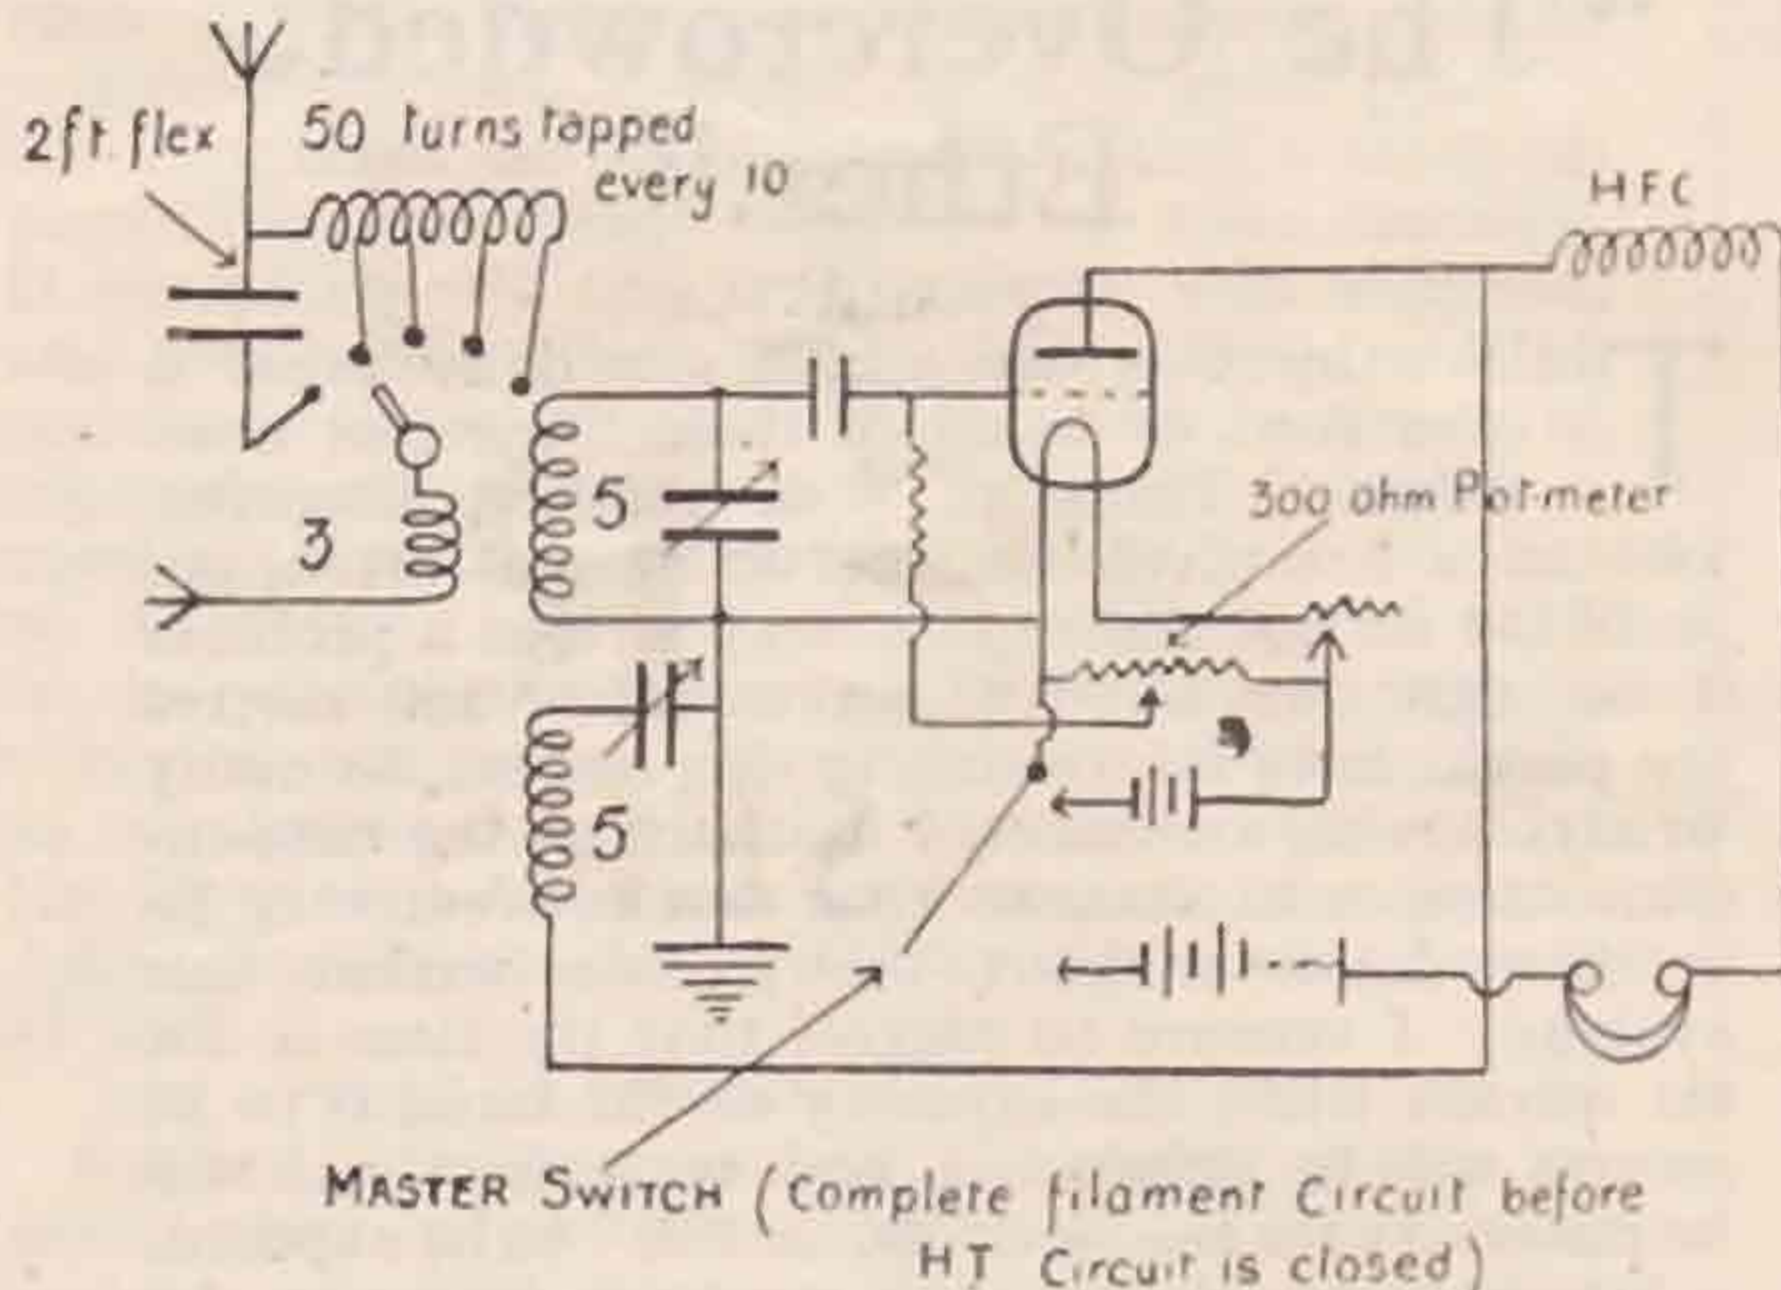 2ft. flex
50 turns tapped
every 10
HFC
3
5
300 ohm Pot-meter
5
MASTER SWITCH (Complete filament Circuit before
HT Circuit is closed)